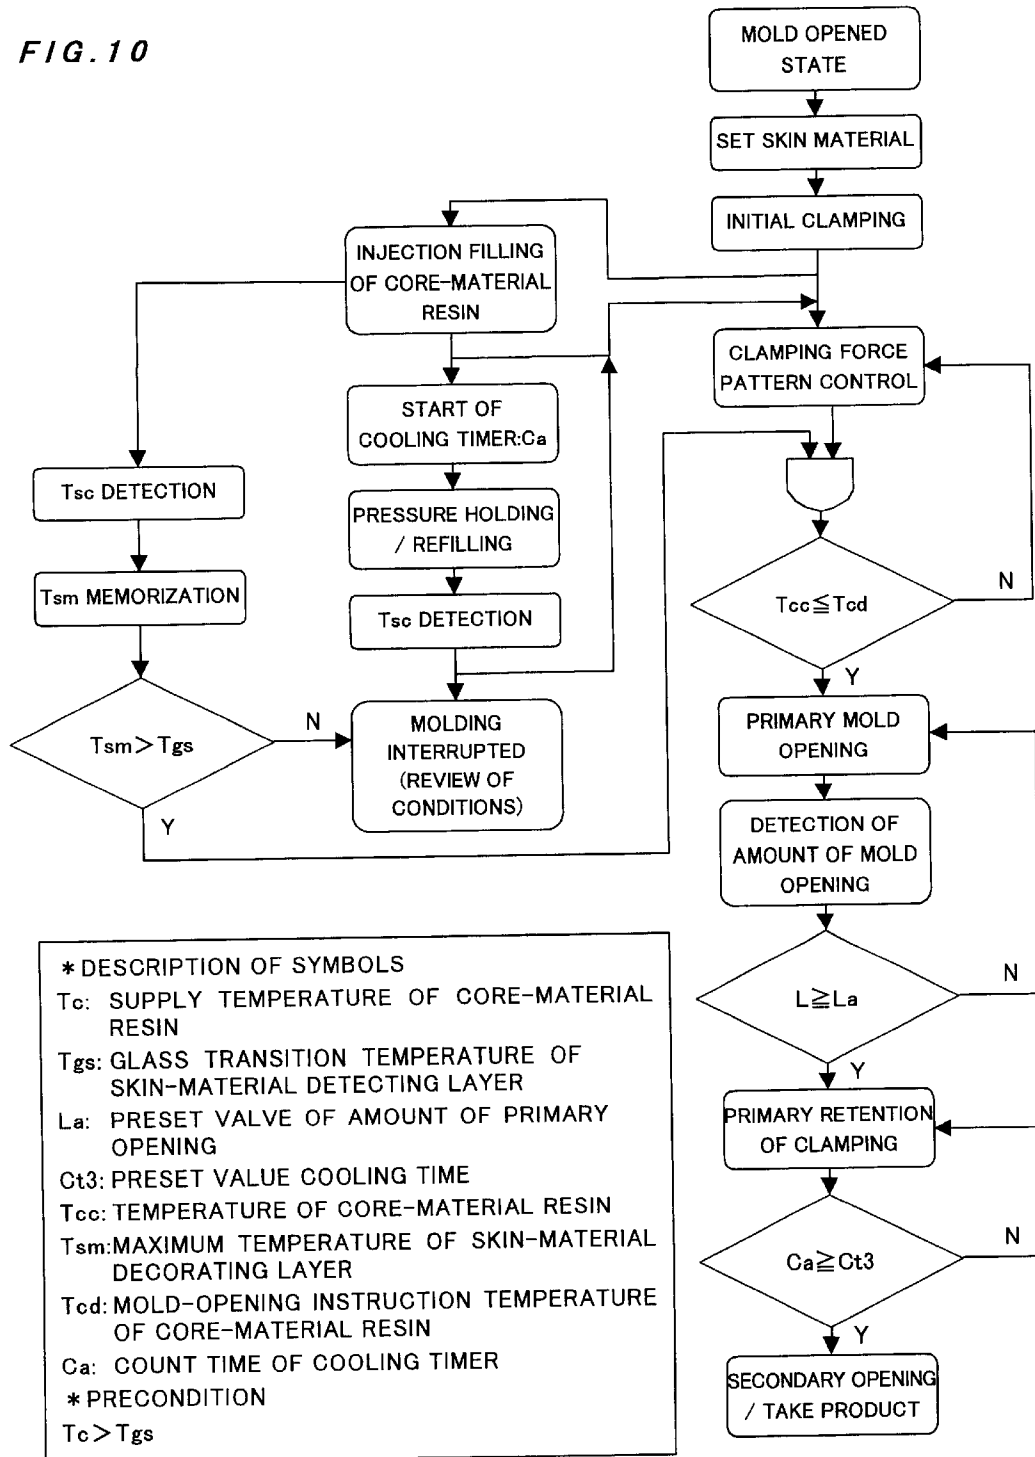 FIG.10
MOLD OPENED
STATE
SET SKIN MATERIAL
INITIAL CLAMPING
INJECTION FILLING
OF CORE-MATERIAL
RESIN
CLAMPING FORCE
PATTERN CONTROL
START OF
COOLING TIMER:Ca
Tsc DETECTION
PRESSURE HOLDING
/ REFILLING
Tsm MEMORIZATION
Tsc DETECTION
Tcc≦Tcd
N
Y
Tsm>Tgs
N
Y
MOLDING
INTERRUPTED
(REVIEW OF
CONDITIONS)
PRIMARY MOLD
OPENING
DETECTION OF
AMOUNT OF MOLD
OPENING
L≧La
N
Y
PRIMARY RETENTION
OF CLAMPING
Ca≧Ct3
N
Y
SECONDARY OPENING
/ TAKE PRODUCT
* DESCRIPTION OF SYMBOLS
Tc: SUPPLY TEMPERATURE OF CORE-MATERIAL
RESIN
Tgs: GLASS TRANSITION TEMPERATURE OF
SKIN-MATERIAL DETECTING LAYER
La: PRESET VALVE OF AMOUNT OF PRIMARY
OPENING
Ct3: PRESET VALUE COOLING TIME
Tcc: TEMPERATURE OF CORE-MATERIAL RESIN
Tsm: MAXIMUM TEMPERATURE OF SKIN-MATERIAL
DECORATING LAYER
Tcd: MOLD-OPENING INSTRUCTION TEMPERATURE
OF CORE-MATERIAL RESIN
Ca: COUNT TIME OF COOLING TIMER
* PRECONDITION
Tc>Tgs